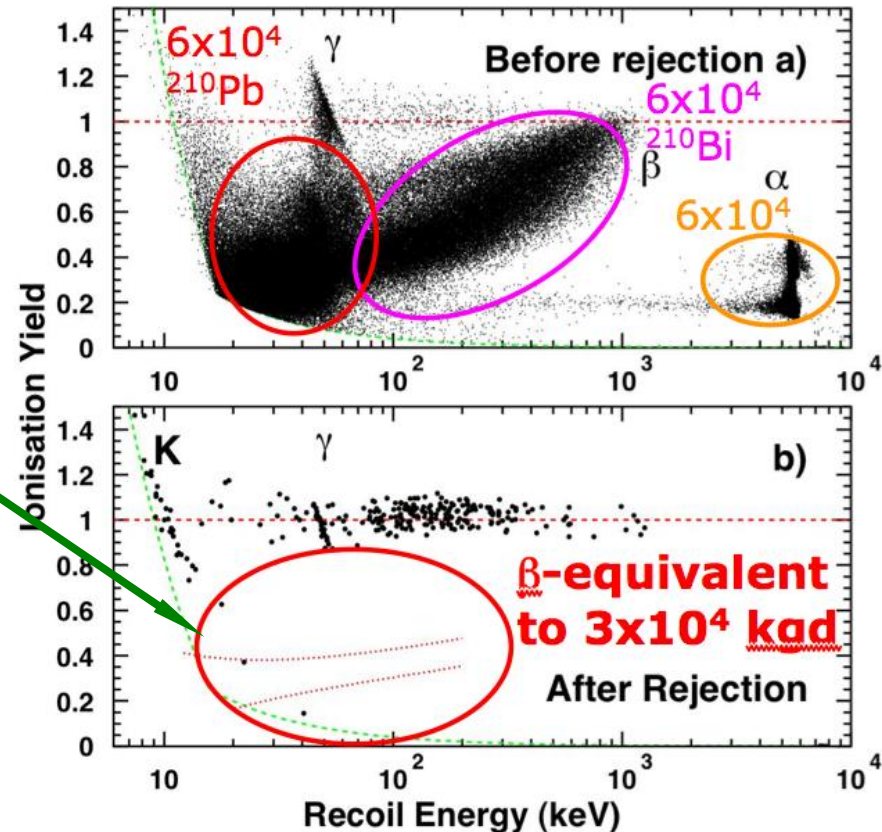 Ionisation Yield
1.4
1.2
1
0.8
0.6
0.4
0.2
0
6x10⁴
²¹⁰Pb
γ
Before rejection a)
6x10⁴
²¹⁰Bi
β
α
6x10⁴
10
10²
10³
10⁴
1.4
1.2
1
0.8
0.6
0.4
0.2
0
K
γ
b)
β-equivalent
to 3x10⁴ kgd
After Rejection
10
10²
10³
10⁴
Recoil Energy (keV)